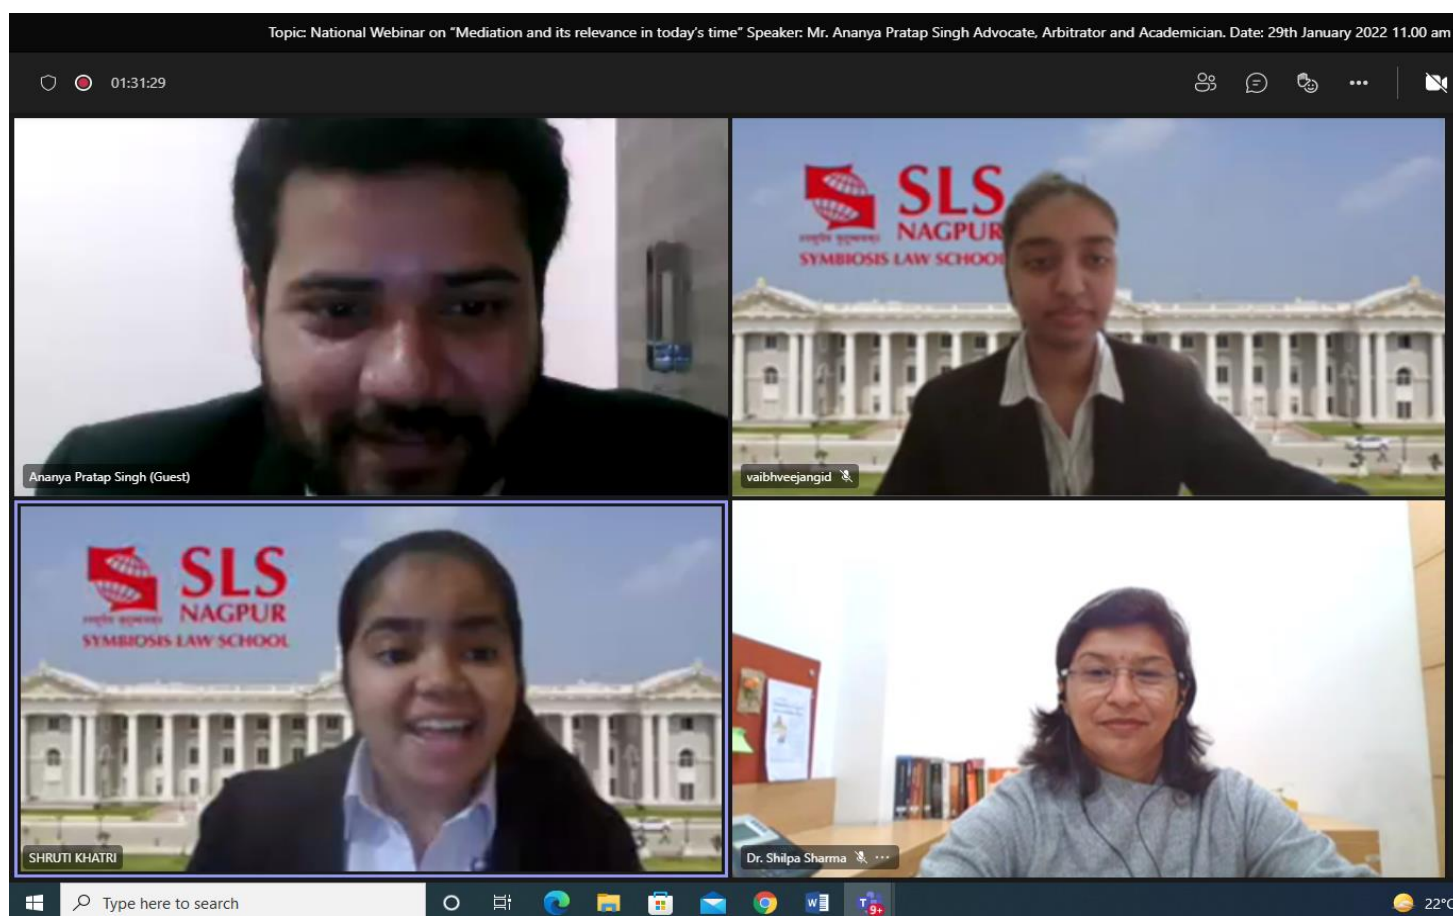 Topic: National Webinar on "Mediation and its relevance in today's time" Speaker: Mr. Ananya Pratap Singh Advocate, Arbitrator and Academician. Date: 29th January 2022 11.00 am
01:31:29
Ananya Pratap Singh (Guest)
SLS
NAGPUR
SYMBIOSIS LAW SCHOOL
vaibhveejangid
SLS
NAGPUR
SYMBIOSIS LAW SCHOOL
SHRUTI KHATRI
Dr. Shilpa Sharma
Type here to search
9+
22°C